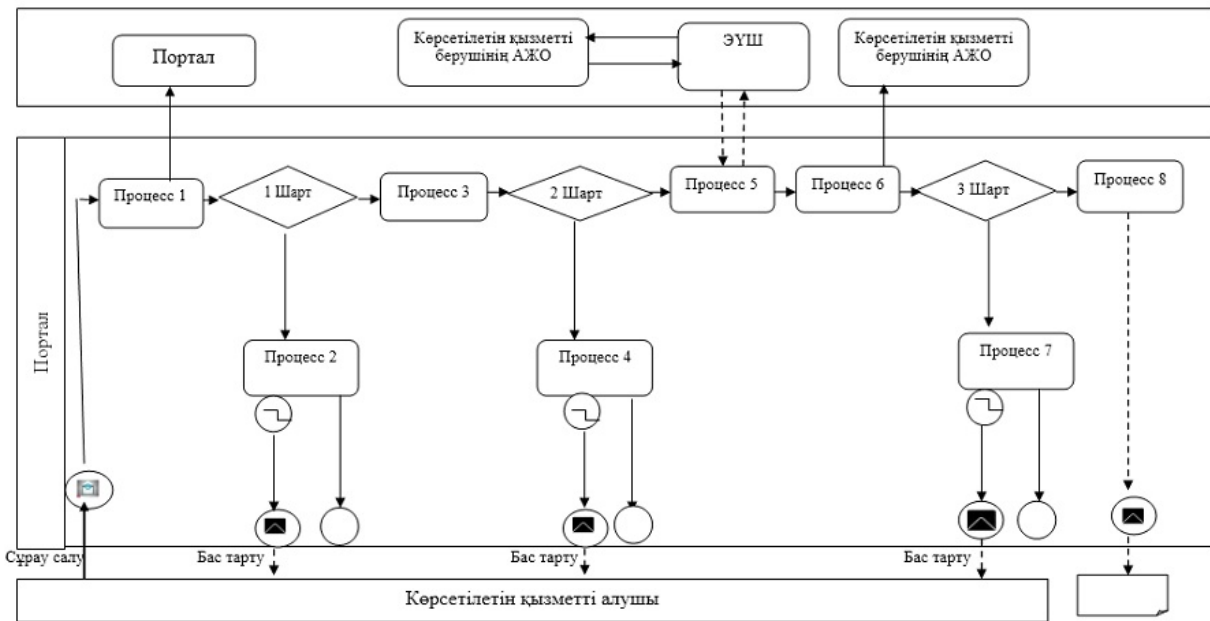 Көрсетілетін қызметті
берушінің АЖО
ЭҮШ
Көрсетілетін қызметті
берушінің АЖО
Портал
Процесс 1
1 Шарт
Процесс 3
2 Шарт
Процесс 5
Процесс 6
3 Шарт
Процесс 8
Портал
Процесс 2
Процесс 4
Процесс 7
Сұрау салу
Бас тарту
Бас тарту
Бас тарту
Көрсетілетін қызметті алушы